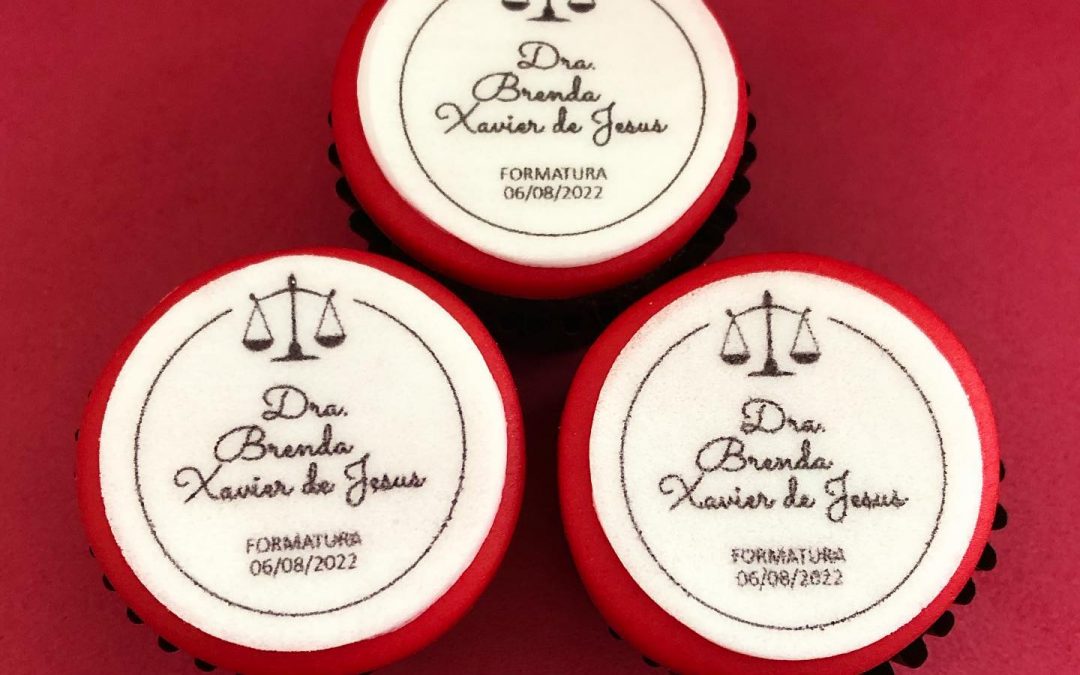 Dra.
Brenda
Xavier de Jesus
FORMATURA
06/08/2022
Dra.
Brenda
Xavier de Jesus
FORMATURA
06/08/2022
Dra.
Brenda
Xavier de Jesus
FORMATURA
06/08/2022